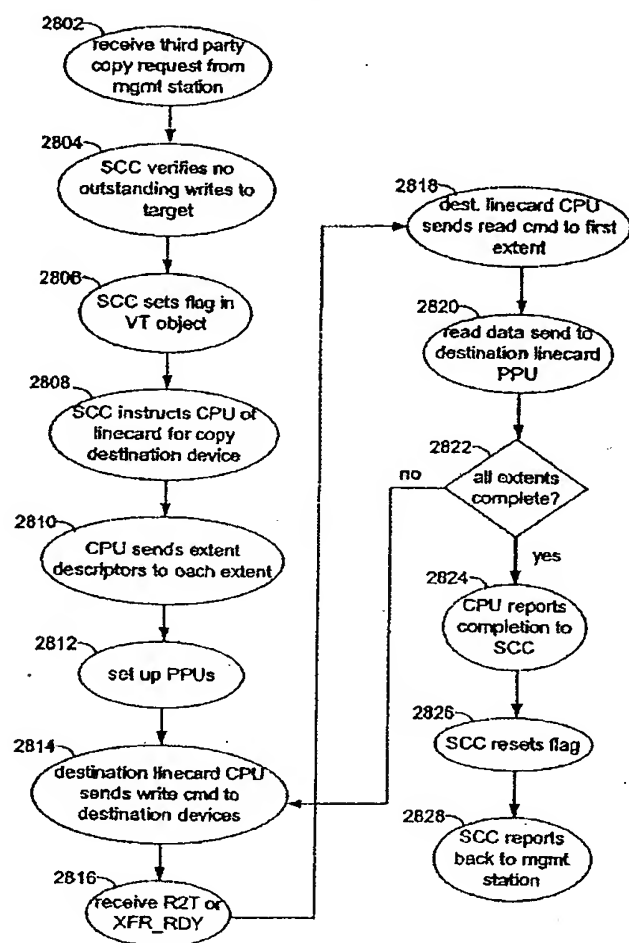 2802
receive third party
copy request from
mgmt station
2804
SCC verifies no
outstanding writes to
target
2806
SCC sets flag in
VT object
2808
SCC instructs CPU of
linecard for copy
destination device
2810
CPU sends extent
descriptors to each extent
2812
set up PPUs
2814
destination linecard CPU
sends write cmd to
destination devices
2816
receive R2T or
XFR_RDY
2818
dest. linecard CPU
sends read cmd to first
extent
2820
read data send to
destination linecard
PPU
2822
all extents
complete?
no
yes
2824
CPU reports
completion to
SCC
2826
SCC resets flag
2828
SCC reports
back to mgmt
station